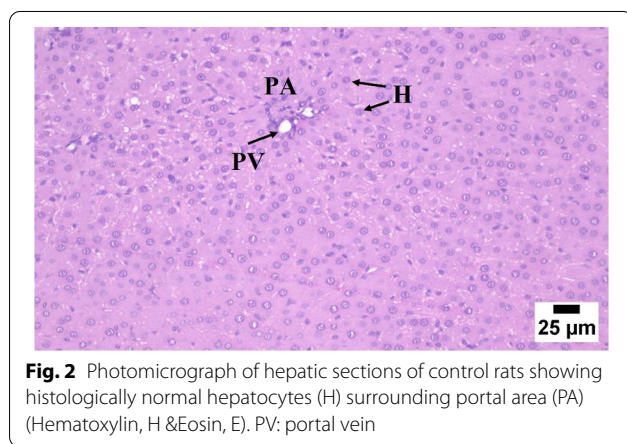 PA
H
PV
25 μm
Fig. 2 Photomicrograph of hepatic sections of control rats showing
histologically normal hepatocytes (H) surrounding portal area (PA)
(Hematoxylin, H &Eosin, E). PV: portal vein